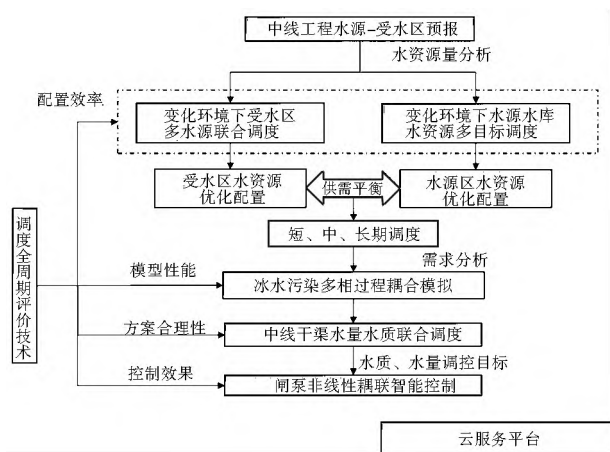 中线工程水源-受水区预报
水资源量分析
配置效率
变化环境下受水区
多水源联合调度
变化环境下水源水库
水资源多目标调度
受水区水资源
优化配置
供需平衡
水源区水资源
优化配置
短、中、长期调度
需求分析
调度全周期评价技术
模型性能
冰水污染多相过程耦合模拟
方案合理性
中线干渠水量水质联合调度
水质、水量调控目标
控制效果
闸泵非线性耦联智能控制
云服务平台